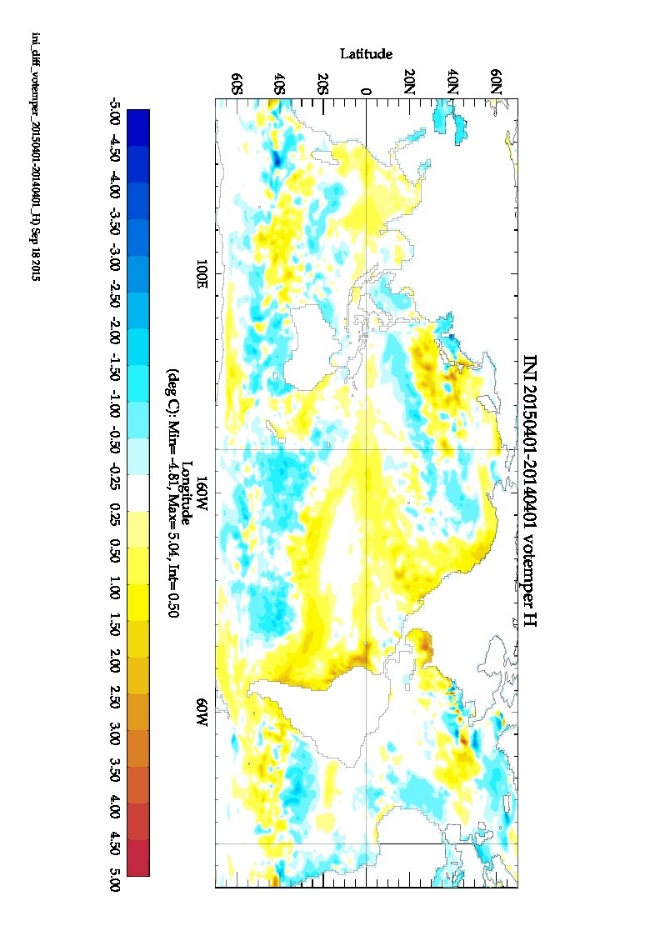 INI 20150401-20140401 votemper H
60N
40N
20N
0
20S
40S
60S
Latitude
100E 160W 60W
Longitude
(deg C): Min= -4.81, Max= 5.04, Int= 0.50
-5.00 -4.50 -4.00 -3.50 -3.00 -2.50 -2.00 -1.50 -1.00 -0.50 -0.25 0.25 0.50 1.00 1.50 2.00 2.50 3.00 3.50 4.00 4.50 5.00
ini_diff_votemper_20150401-20140401_H) Sep 18 2015